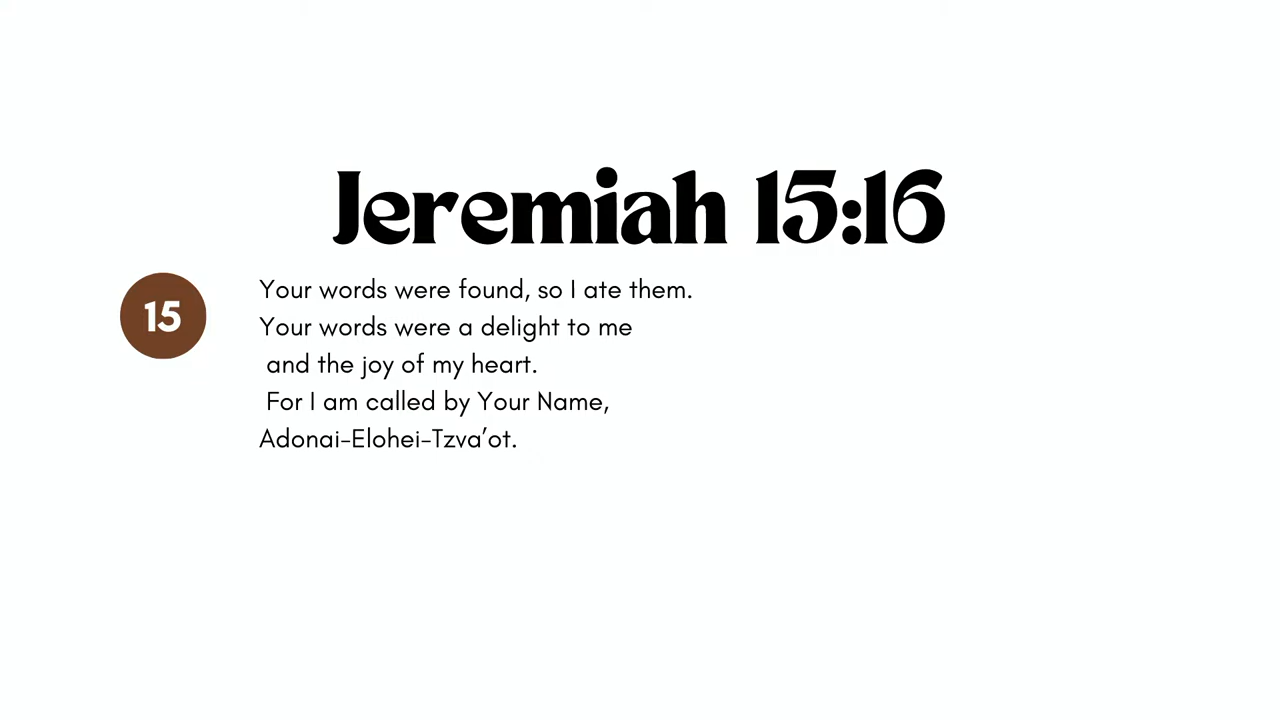 Jeremiah 15:16
15
Your words were found, so I ate them.
Your words were a delight to me
and the joy of my heart.
For I am called by Your Name,
Adonai-Elohei-Tzva’ot.